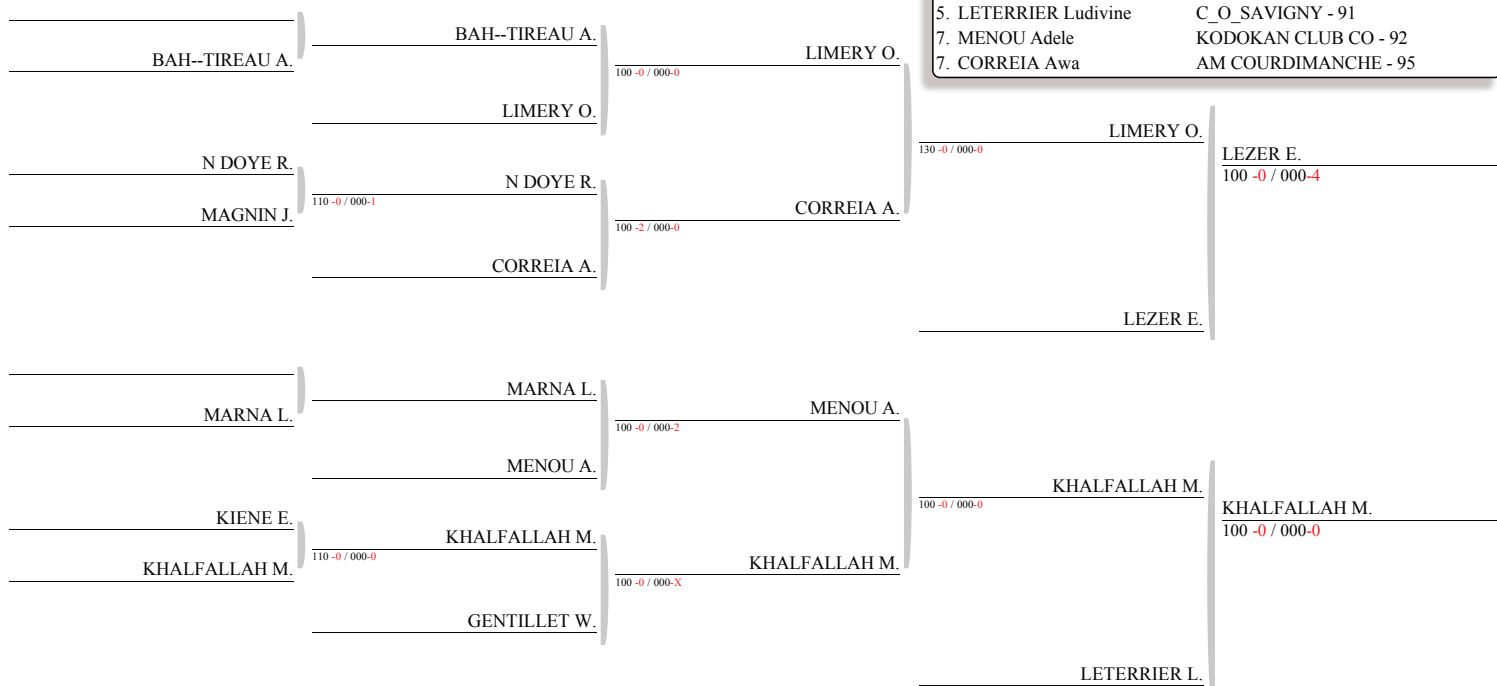 5. LETERRIER Ludivine C_O_SAVIGNY - 91
7. MENOU Adele KODOKAN CLUB CO - 92
7. CORREIA Awa AM COURDIMANCHE - 95
BAH--TIREAU A.
BAH--TIREAU A.
LIMERY O.
100 -0 / 000-0
LIMERY O.
N DOYE R.
MAGNIN J.
N DOYE R.
110 -0 / 000-1
CORREIA A.
CORREIA A.
100 -2 / 000-0
LIMERY O.
130 -0 / 000-0
LEZER E.
LEZER E.
100 -0 / 000-4
MARNA L.
MARNA L.
MENOU A.
MENOU A.
100 -0 / 000-2
KIENE E.
KHALFALLAH M.
KHALFALLAH M.
110 -0 / 000-0
GENTILLET W.
KHALFALLAH M.
100 -0 / 000-X
KHALFALLAH M.
100 -0 / 000-0
LETERRIER L.
KHALFALLAH M.
100 -0 / 000-0